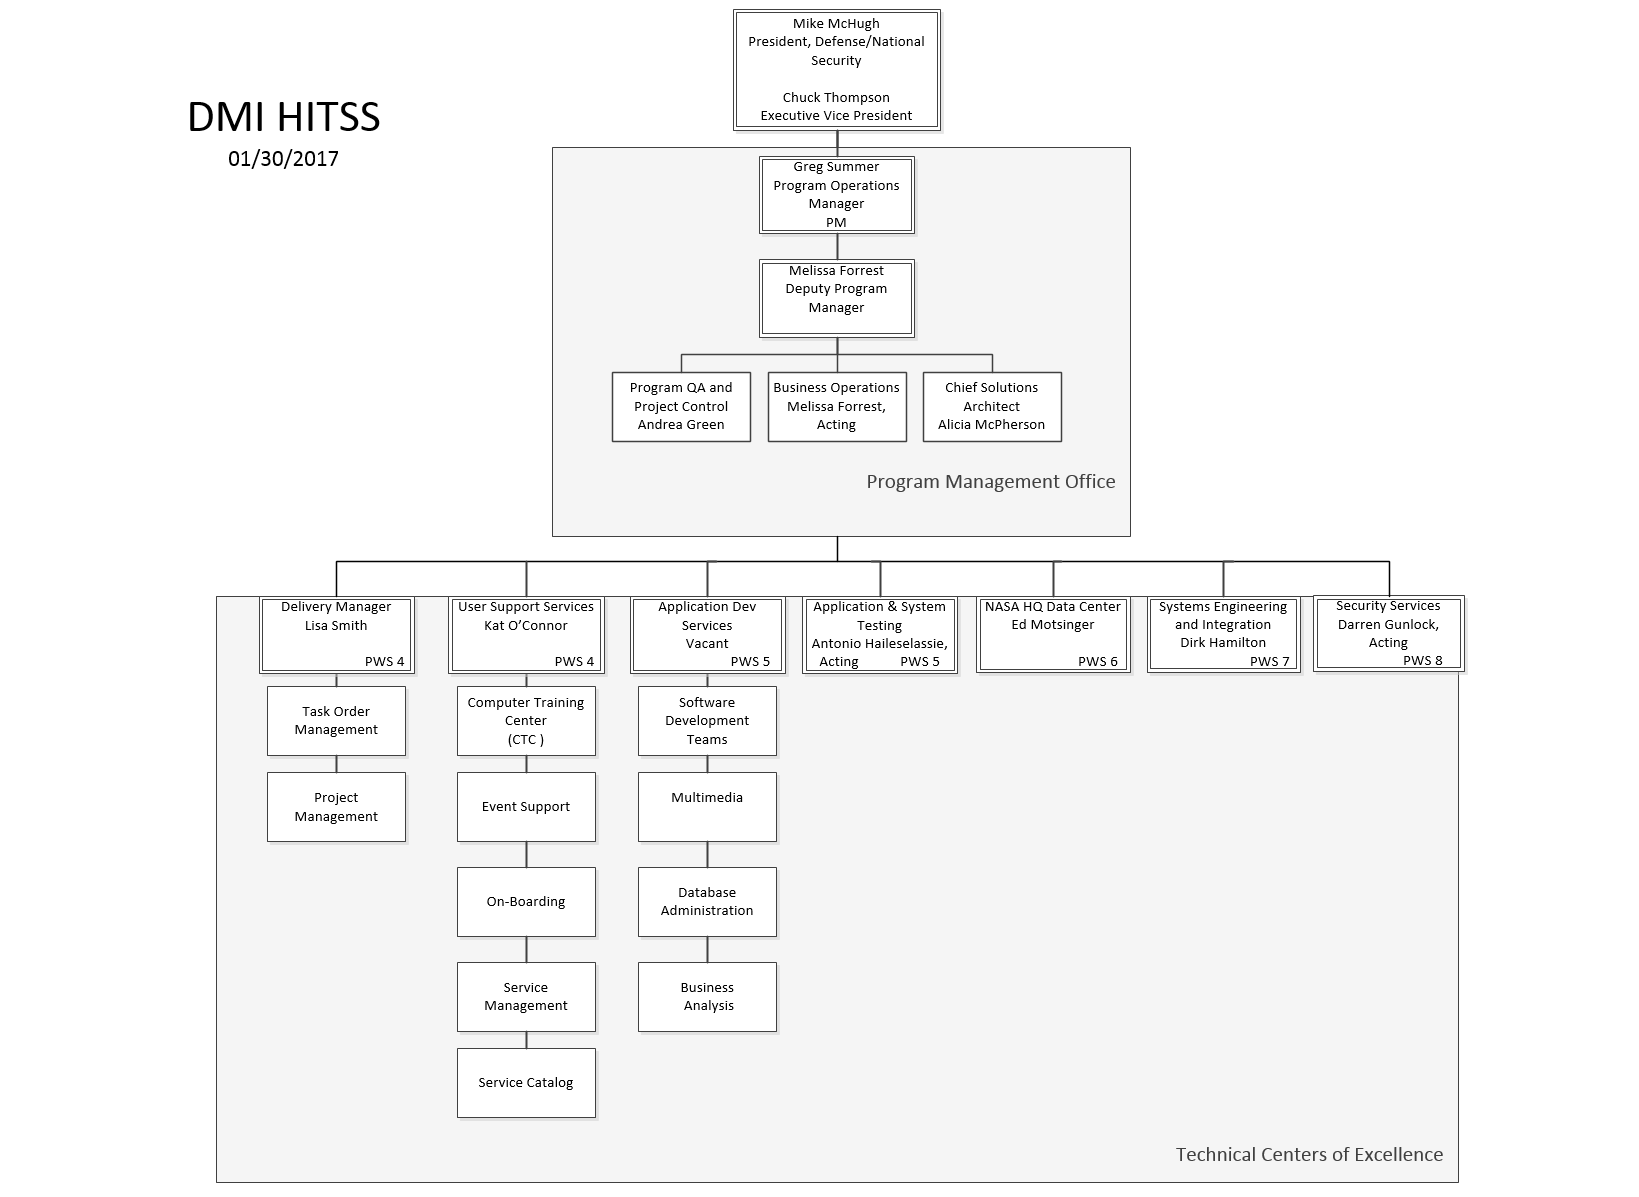 Mike McHugh
President, Defense/National
Security
Chuck Thompson
Executive Vice President
DMI HITSS
01/30/2017
Greg Summer
Program Operations
Manager
PM
Melissa Forrest
Deputy Program
Manager
Program QA and
Project Control
Andrea Green
Business Operations
Melissa Forrest,
Acting
Chief Solutions
Architect
Alicia McPherson
Program Management Office
Delivery Manager
Lisa Smith
PWS 4
User Support Services
Kat O’Connor
PWS 4
Application Dev
Services
Vacant
PWS 5
Application & System
Testing
Antonio Haileselassie,
Acting PWS 5
NASA HQ Data Center
Ed Motsinger
PWS 6
Systems Engineering
and Integration
Dirk Hamilton
PWS 7
Security Services
Darren Gunlock,
Acting
PWS 8
Task Order
Management
Project
Management
Computer Training
Center
(CTC )
Event Support
On-Boarding
Service
Management
Service Catalog
Software
Development
Teams
Multimedia
Database
Administration
Business
Analysis
Technical Centers of Excellence